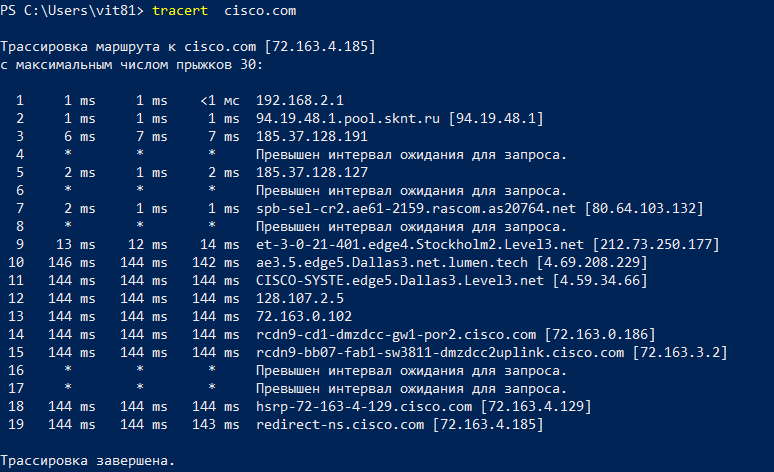 PS C:\Users\vit81> tracert  cisco.com
Трассировка маршрута к cisco.com [72.163.4.185]
с максимальным числом прыжков 30:
  1     1 ms     1 ms    <1 мс  192.168.2.1
  2     1 ms     1 ms     1 ms  94.19.48.1.pool.sknt.ru [94.19.48.1]
  3     6 ms     7 ms     7 ms  185.37.128.191
  4     *        *        *     Превышен интервал ожидания для запроса.
  5     2 ms     1 ms     2 ms  185.37.128.127
  6     *        *        *     Превышен интервал ожидания для запроса.
  7     2 ms     1 ms     1 ms  spb-sel-cr2.ae61-2159.rascom.as20764.net [80.64.103.132]
  8     *        *        *     Превышен интервал ожидания для запроса.
  9    13 ms    12 ms    14 ms  et-3-0-21-401.edge4.Stockholm2.Level3.net [212.73.250.177]
 10   146 ms   144 ms   142 ms  ae3.5.edge5.Dallas3.net.lumen.tech [4.69.208.229]
 11   144 ms   144 ms   144 ms  CISCO-SYSTE.edge5.Dallas3.Level3.net [4.59.34.66]
 12   144 ms   144 ms   144 ms  128.107.2.5
 13   144 ms   144 ms   144 ms  72.163.0.102
 14   144 ms   144 ms   144 ms  rcdn9-cd1-dmzdcc-gw1-por2.cisco.com [72.163.0.186]
 15   144 ms   144 ms   144 ms  rcdn9-bb07-fab1-sw3811-dmzdcc2uplink.cisco.com [72.163.3.2]
 16     *        *        *     Превышен интервал ожидания для запроса.
 17     *        *        *     Превышен интервал ожидания для запроса.
 18   144 ms   144 ms   144 ms  hsrp-72-163-4-129.cisco.com [72.163.4.129]
 19   144 ms   144 ms   143 ms  redirect-ns.cisco.com [72.163.4.185]
Трассировка завершена.